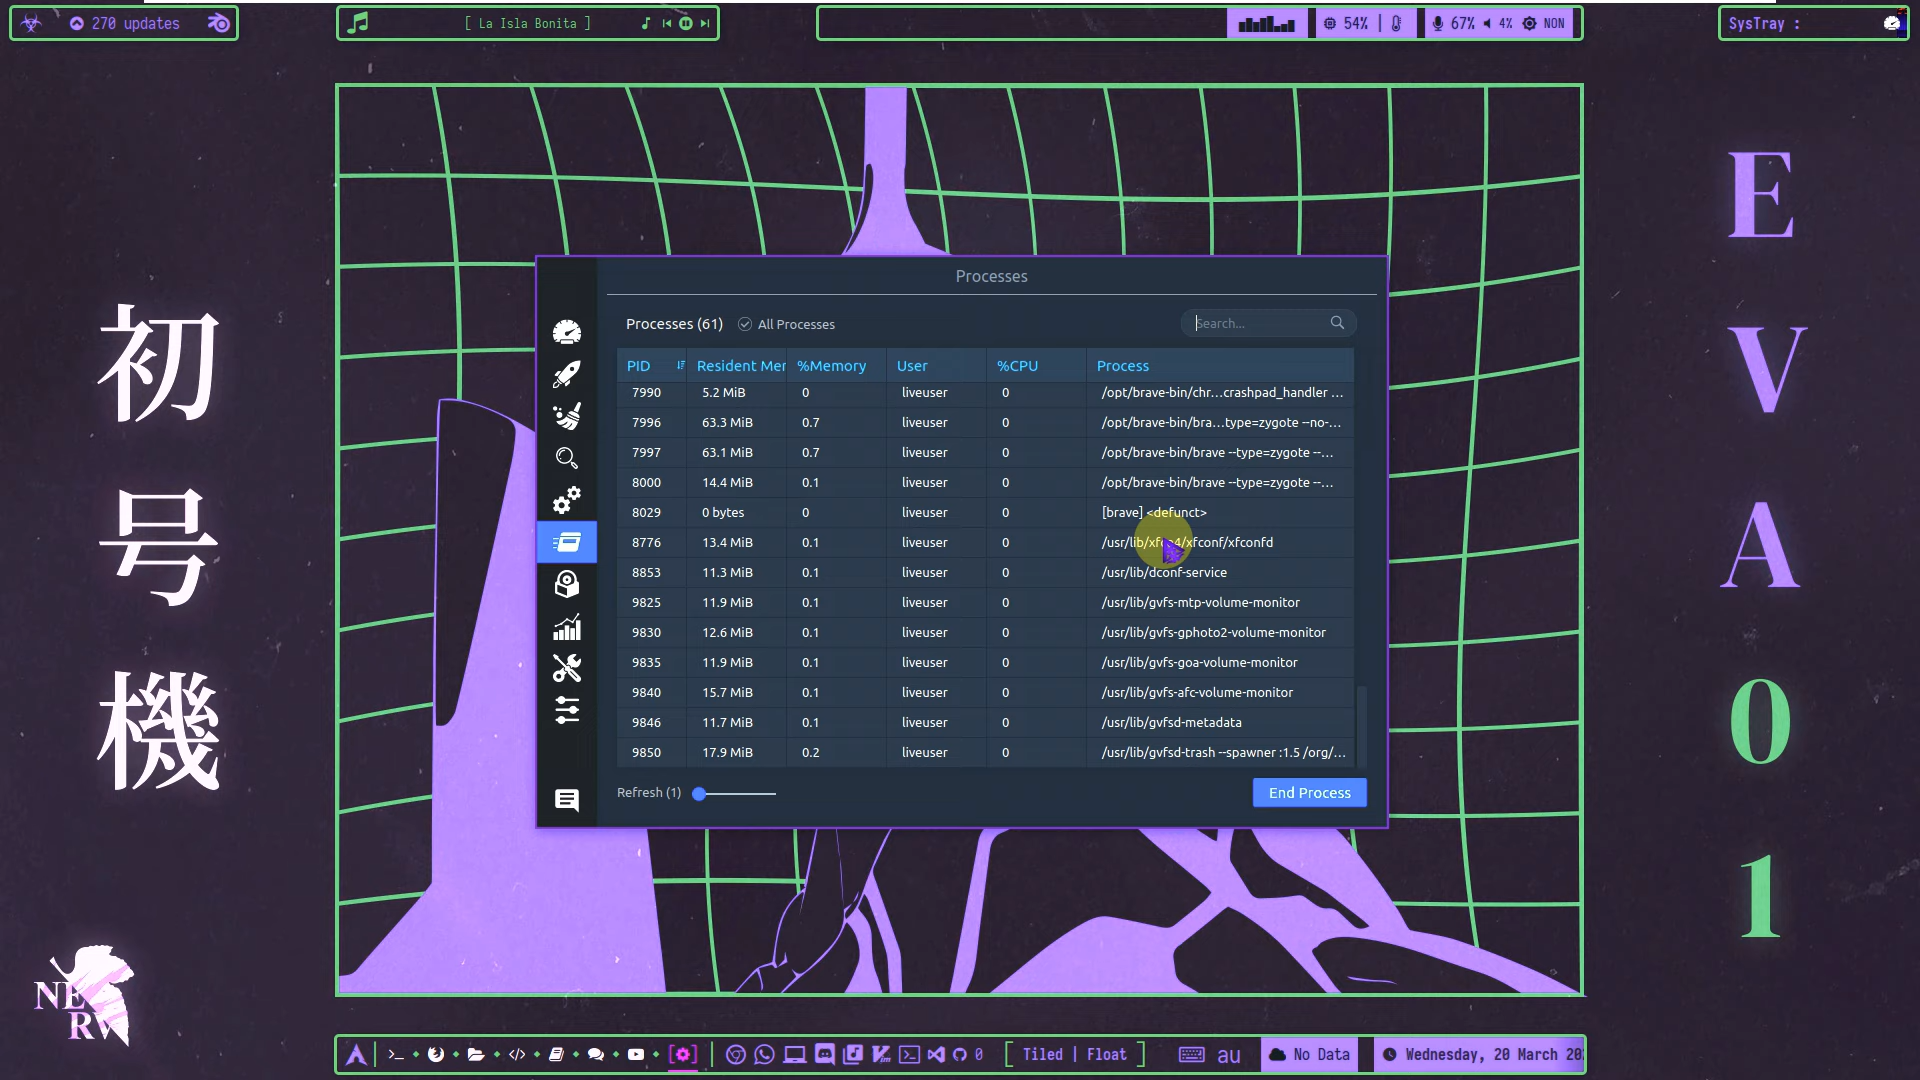 270 updates
[ La Isla Bonita ]
54% |
67% 4% NON
SysTray :
初号機
EVA01
NERV
Processes
Processes (61) All Processes
Search...
PID Resident Mer %Memory User %CPU Process
7990 5.2 MiB 0 liveuser 0 /opt/brave-bin/chr...crashpad_handler ...
7996 63.3 MiB 0.7 liveuser 0 /opt/brave-bin/bra...type=zygote --no-...
7997 63.1 MiB 0.7 liveuser 0 /opt/brave-bin/brave --type=zygote --...
8000 14.4 MiB 0.1 liveuser 0 /opt/brave-bin/brave --type=zygote --...
8029 0 bytes 0 liveuser 0 [brave] <defunct>
8776 13.4 MiB 0.1 liveuser 0 /usr/lib/xfce4/xfconf/xfconfd
8853 11.3 MiB 0.1 liveuser 0 /usr/lib/dconf-service
9825 11.9 MiB 0.1 liveuser 0 /usr/lib/gvfs-mtp-volume-monitor
9830 12.6 MiB 0.1 liveuser 0 /usr/lib/gvfs-gphoto2-volume-monitor
9835 11.9 MiB 0.1 liveuser 0 /usr/lib/gvfs-goa-volume-monitor
9840 15.7 MiB 0.1 liveuser 0 /usr/lib/gvfs-afc-volume-monitor
9846 11.7 MiB 0.1 liveuser 0 /usr/lib/gvfsd-metadata
9850 17.9 MiB 0.2 liveuser 0 /usr/lib/gvfsd-trash --spawner :1.5 /org/...
Refresh (1)
End Process
0 [ Tiled | Float ] au No Data Wednesday, 20 March 20